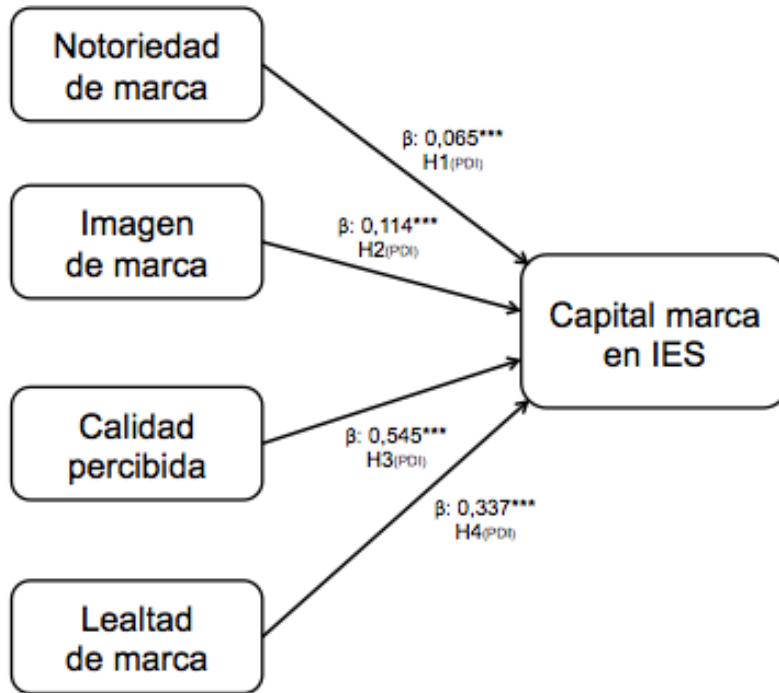 Notoriedad
de marca
β: 0,065***
H1(PDI)
Imagen
de marca
β: 0,114***
H2(PDI)
Capital marca
en IES
Calidad
percibida
β: 0,545***
H3(PDI)
β: 0,337***
H4(PDI)
Lealtad
de marca